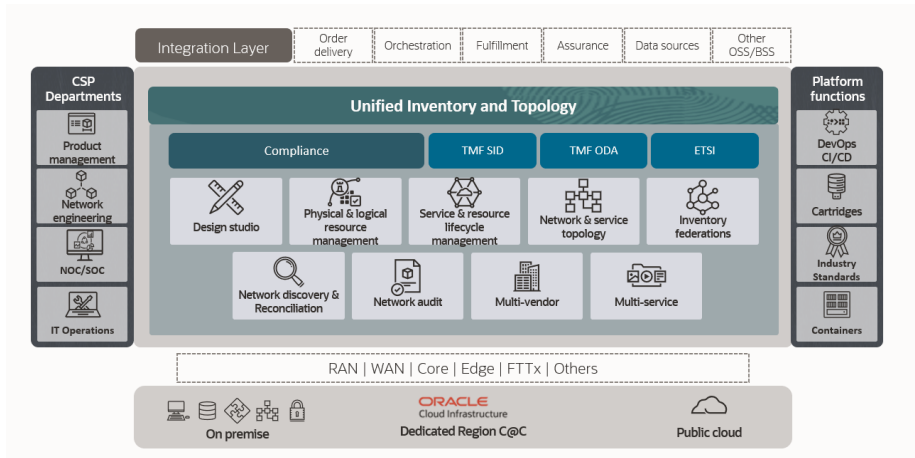 Integration Layer
Order
delivery
Orchestration
Fulfillment
Assurance
Data sources
Other
OSS/BSS
CSP
Departments
Product
management
Network
engineering
NOC/SOC
IT Operations
Unified Inventory and Topology
Compliance
TMF SID
TMF ODA
ETSI
Design studio
Physical & logical
resource
management
Service & resource
lifecycle
management
Network & service
topology
Inventory
federations
Network discovery &
Reconciliation
Network audit
Multi-vendor
Multi-service
Platform
functions
DevOps
CI/CD
Cartridges
Industry
Standards
Containers
RAN | WAN | Core | Edge | FTTx | Others
On premise
ORACLE
Cloud Infrastructure
Dedicated Region C@C
Public cloud